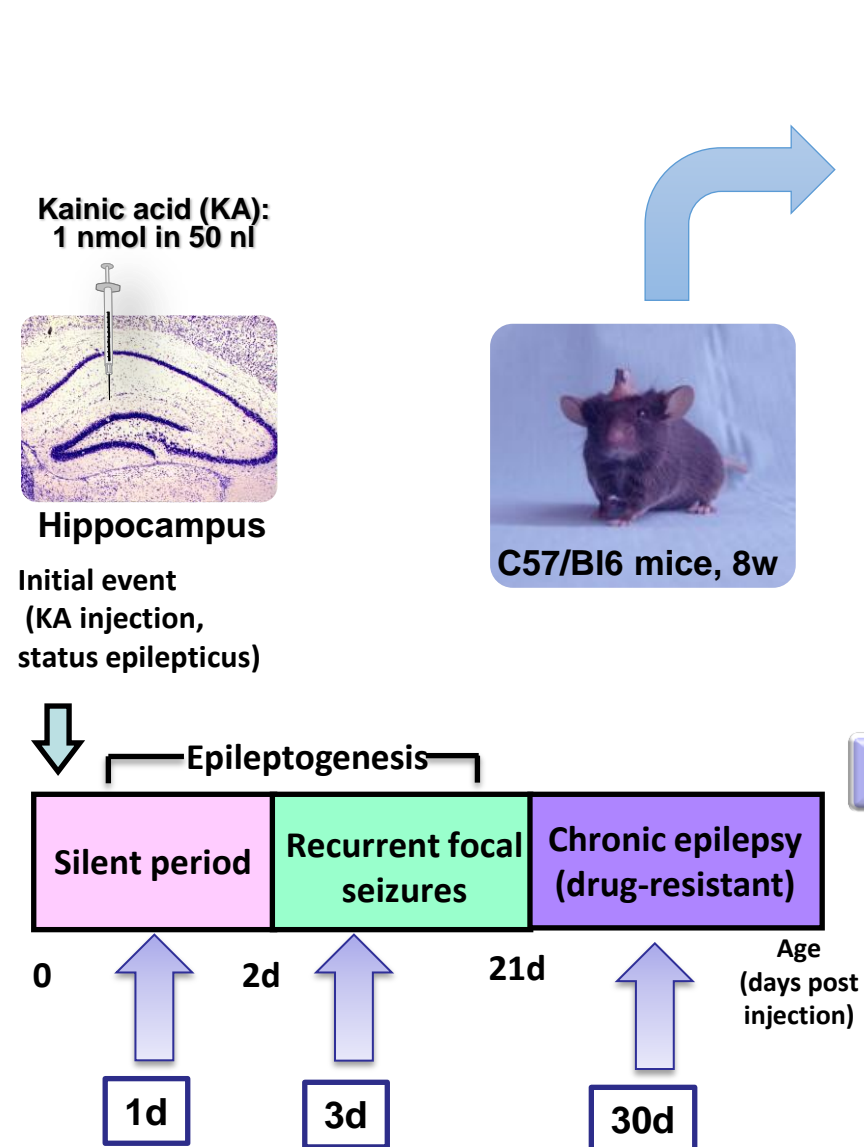 Kainic acid (KA):
1 nmol in 50 nl
Hippocampus
C57/Bl6 mice, 8w
Initial event
(KA injection,
status epilepticus)
Epileptogenesis
Silent period
Recurrent focal
seizures
Chronic epilepsy
(drug-resistant)
0
2d
21d
Age
(days post
injection)
1d
3d
30d